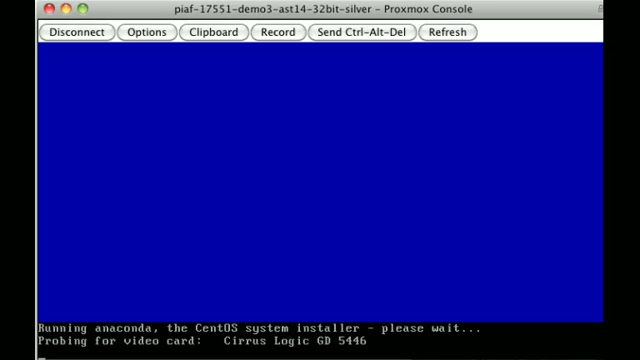 piaf-17551-demo3-ast14-32bit-silver - Proxmox Console
Disconnect Options Clipboard Record Send Ctrl-Alt-Del Refresh
Running anaconda, the CentOS system installer - please wait...
Probing for video card:   Cirrus Logic GD 5446